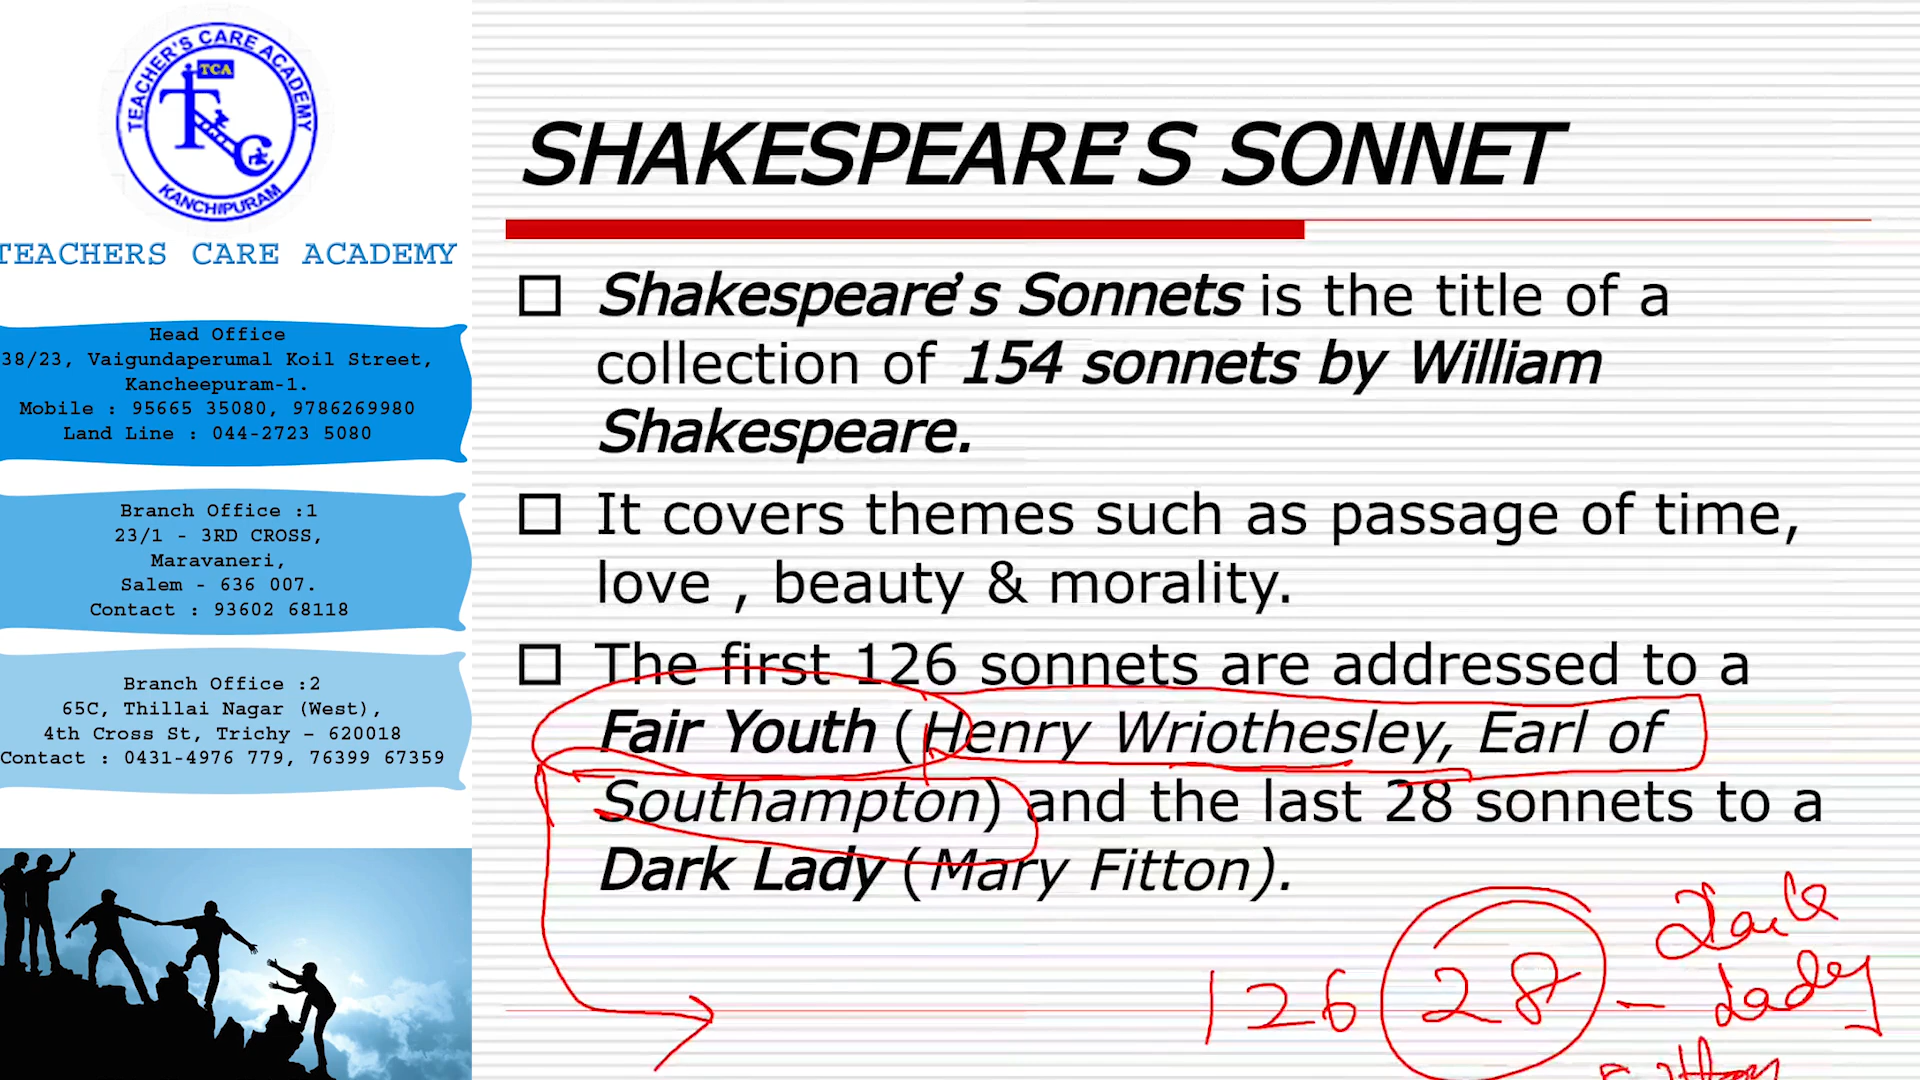 TEACHER'S CARE ACADEMY
TCA
KANCHIPURAM
TEACHERS CARE ACADEMY
Head Office
38/23, Vaigundaperumal Koil Street,
Kancheepuram-1.
Mobile : 95665 35080, 9786269980
Land Line : 044-2723 5080
Branch Office :1
23/1 - 3RD CROSS,
Maravaneri,
Salem - 636 007.
Contact : 93602 68118
Branch Office :2
65C, Thillai Nagar (West),
4th Cross St, Trichy – 620018
Contact : 0431-4976 779, 76399 67359
SHAKESPEARE'S SONNET
Shakespeare's Sonnets is the title of a
collection of 154 sonnets by William
Shakespeare.
It covers themes such as passage of time,
love , beauty & morality.
The first 126 sonnets are addressed to a
Fair Youth (Henry Wriothesley, Earl of
Southampton) and the last 28 sonnets to a
Dark Lady (Mary Fitton).
126 28 - Dark
Lady